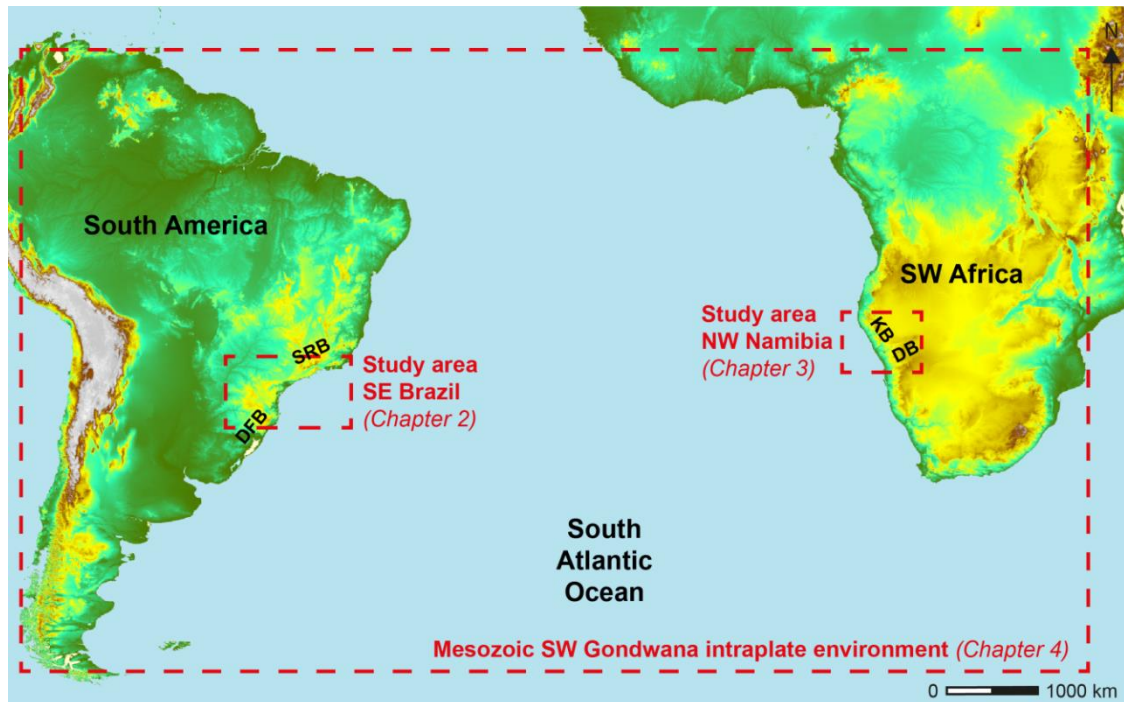 N
South America
SW Africa
Study area
NW Namibia
(Chapter 3)
KB
DB
SRB
Study area
SE Brazil
(Chapter 2)
DFB
South
Atlantic
Ocean
Mesozoic SW Gondwana intraplate environment (Chapter 4)
0 1000 km